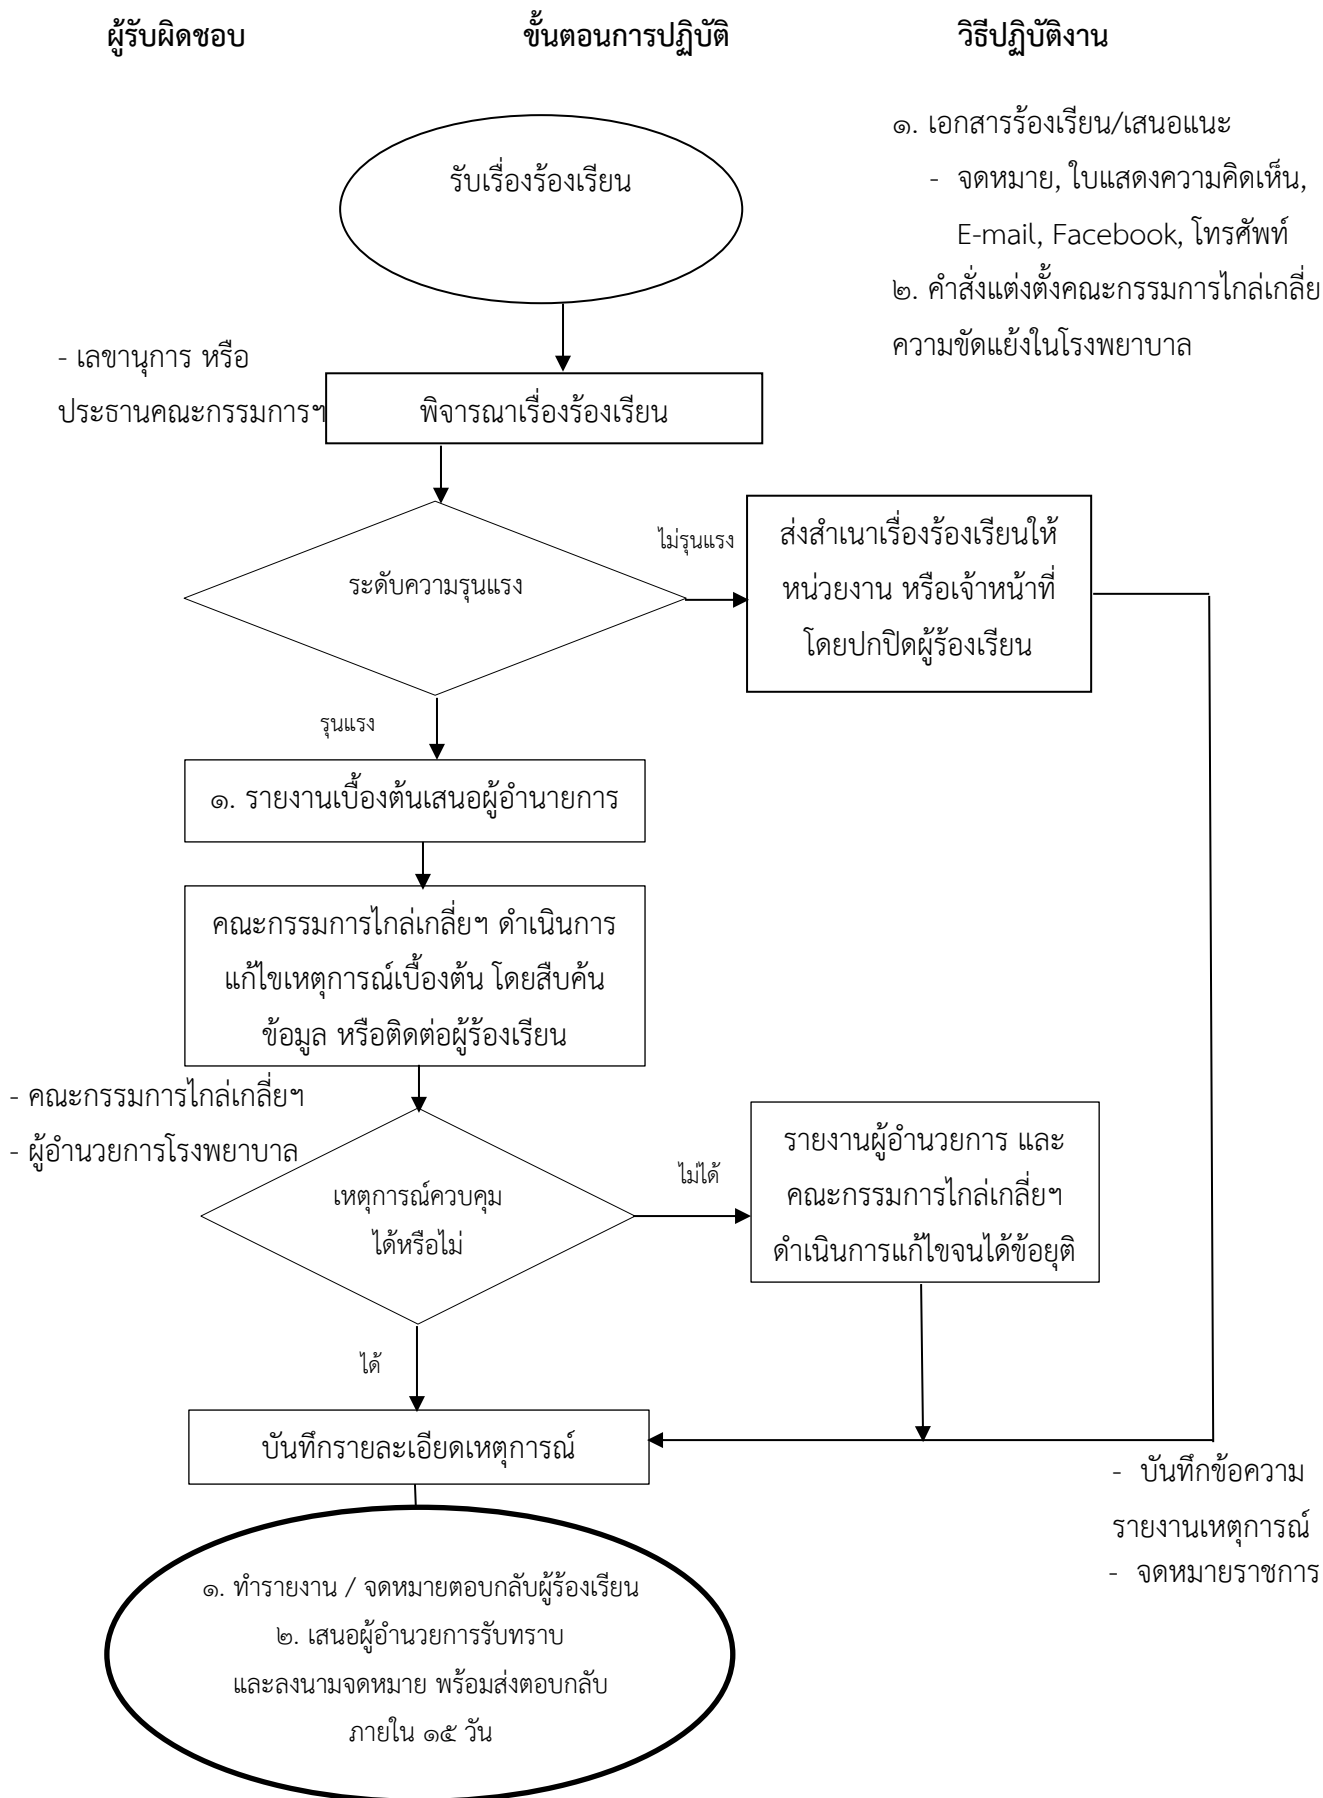 ผู้รับผิดชอบ
ขั้นตอนการปฏิบัติ
วิธีปฏิบัติงาน
รับเรื่องร้องเรียน
๑. เอกสารร้องเรียน/เสนอแนะ
- จดหมาย, ใบแสดงความคิดเห็น,
E-mail, Facebook, โทรศัพท์
๒. คำสั่งแต่งตั้งคณะกรรมการไกล่เกลี่ย
ความขัดแย้งในโรงพยาบาล
- เลขานุการ หรือ
ประธานคณะกรรมการฯ
พิจารณาเรื่องร้องเรียน
ระดับความรุนแรง
ไม่รุนแรง
ส่งสำเนาเรื่องร้องเรียนให้
หน่วยงาน หรือเจ้าหน้าที่
โดยปกปิดผู้ร้องเรียน
รุนแรง
๑. รายงานเบื้องต้นเสนอผู้อำนายการ
คณะกรรมการไกล่เกลี่ยฯ ดำเนินการ
แก้ไขเหตุการณ์เบื้องต้น โดยสืบค้น
ข้อมูล หรือติดต่อผู้ร้องเรียน
- คณะกรรมการไกล่เกลี่ยฯ
- ผู้อำนวยการโรงพยาบาล
เหตุการณ์ควบคุม
ได้หรือไม่
ไม่ได้
รายงานผู้อำนวยการ และ
คณะกรรมการไกล่เกลี่ยฯ
ดำเนินการแก้ไขจนได้ข้อยุติ
ได้
บันทึกรายละเอียดเหตุการณ์
- บันทึกข้อความ
รายงานเหตุการณ์
- จดหมายราชการ
๑. ทำรายงาน / จดหมายตอบกลับผู้ร้องเรียน
๒. เสนอผู้อำนวยการรับทราบ
และลงนามจดหมาย พร้อมส่งตอบกลับ
ภายใน ๑๕ วัน